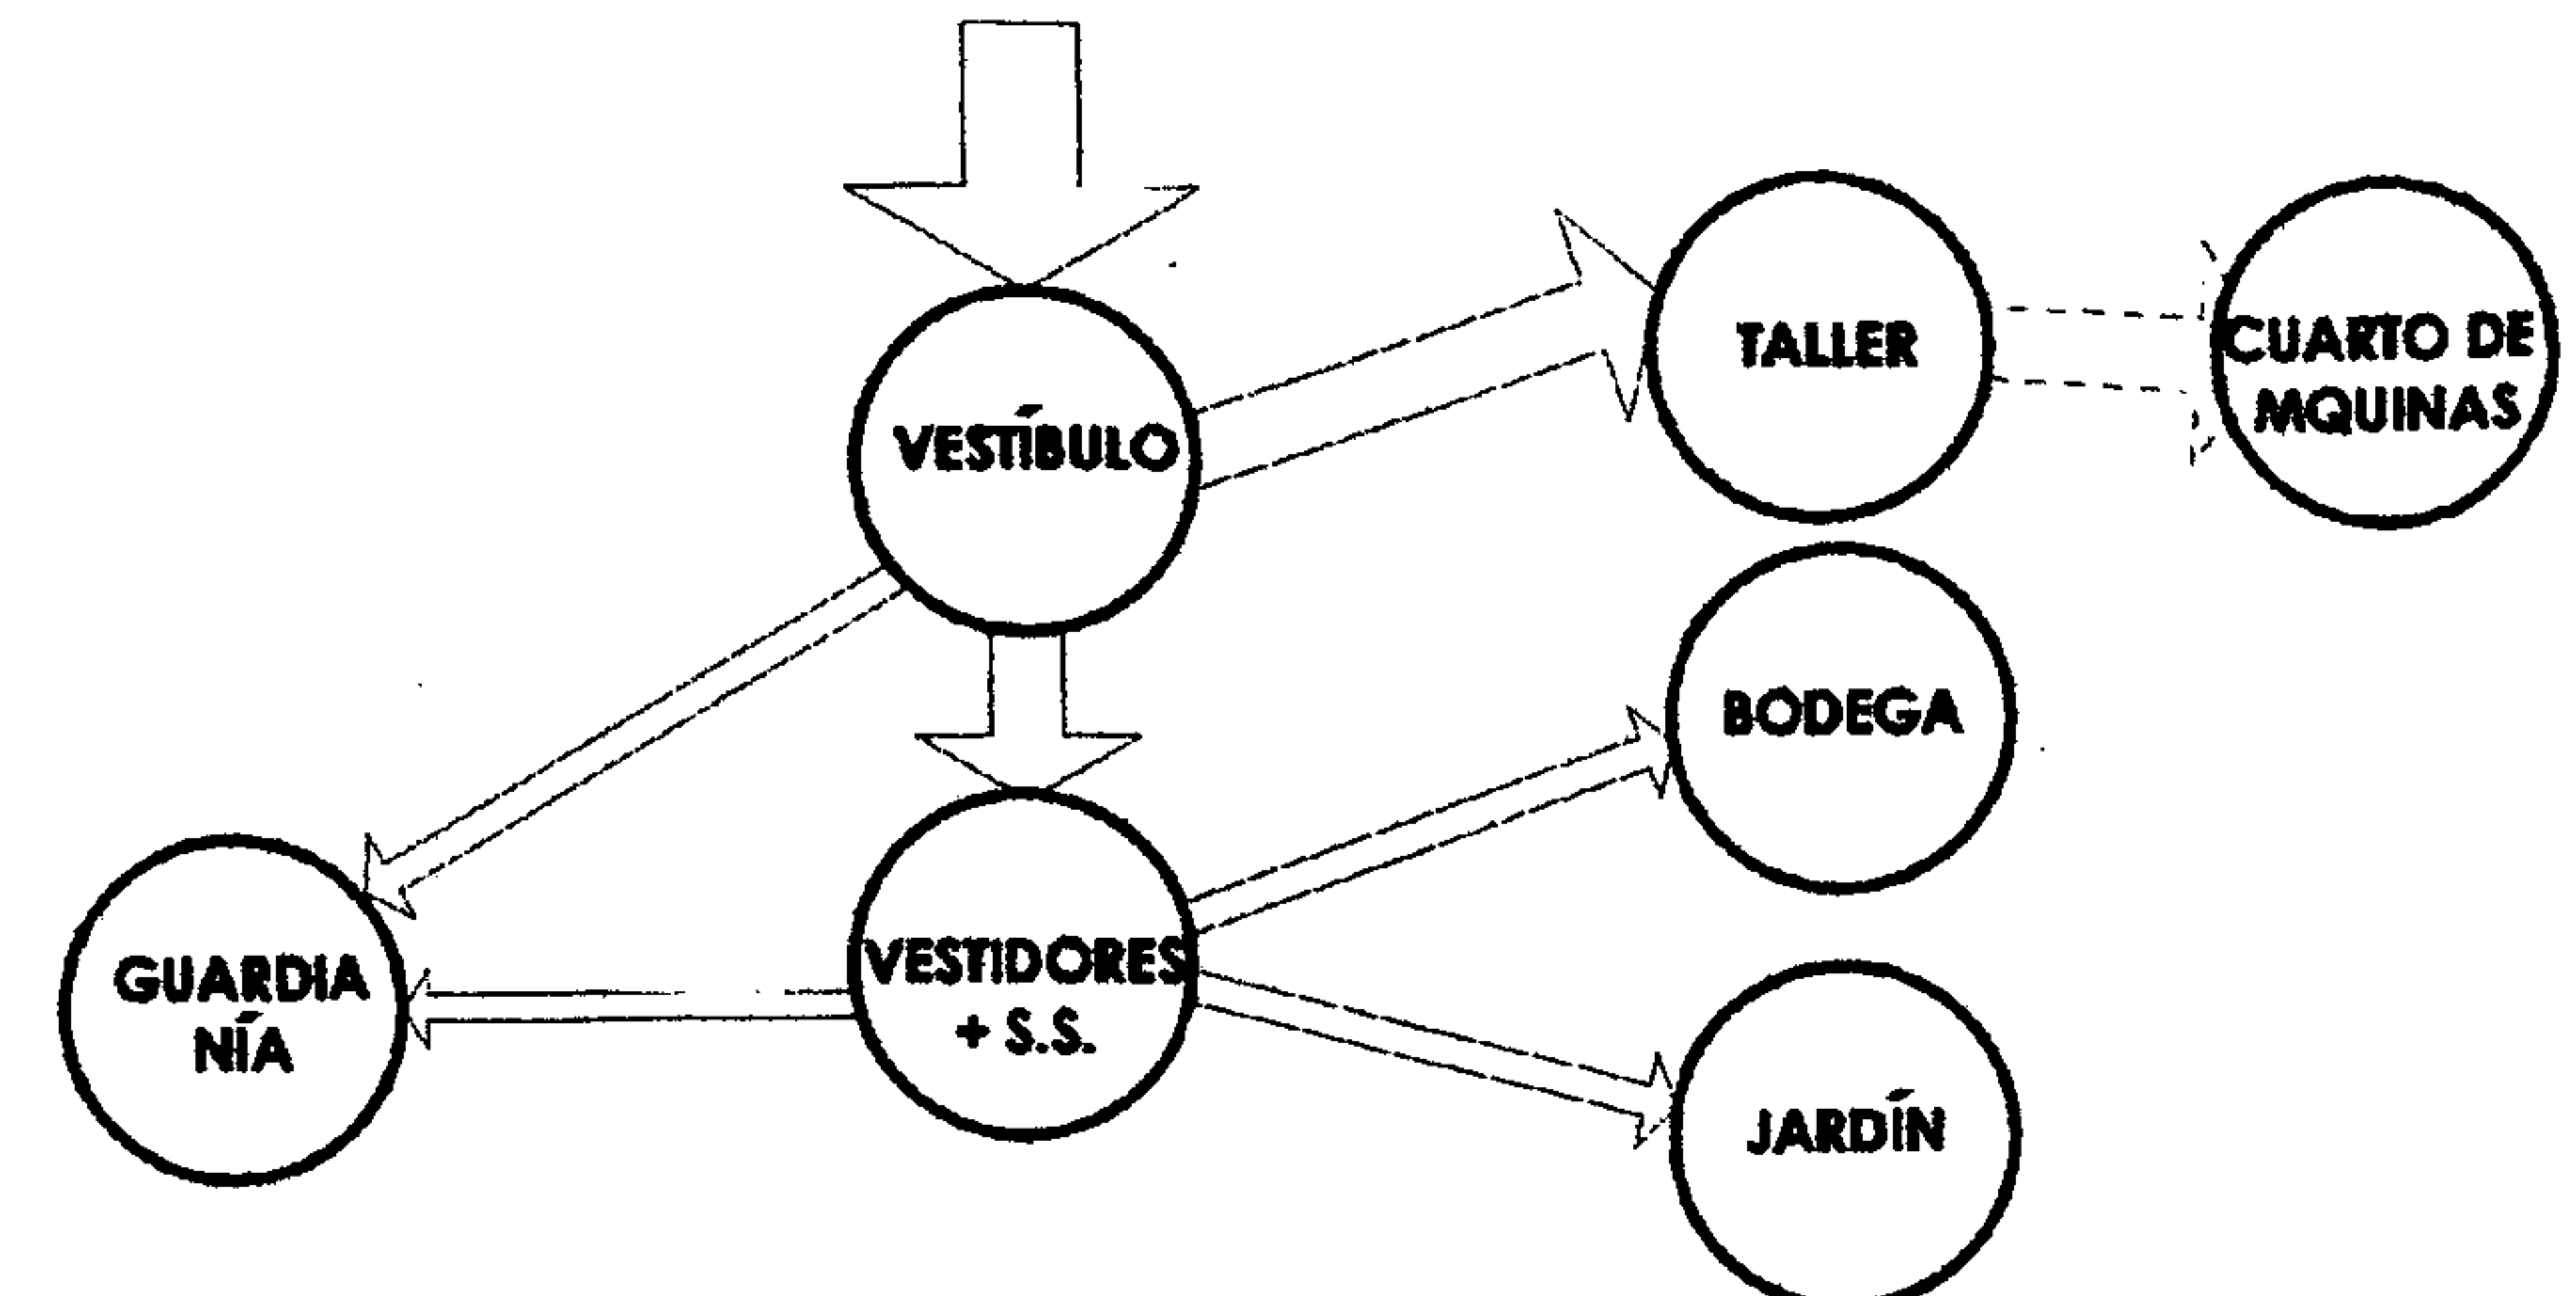 TALLER
CUARTO DE
MQUINAS
VESTÍBULO
BODEGA
GUARDIA
NÍA
VESTIDORES
+ S.S.
JARDÍN